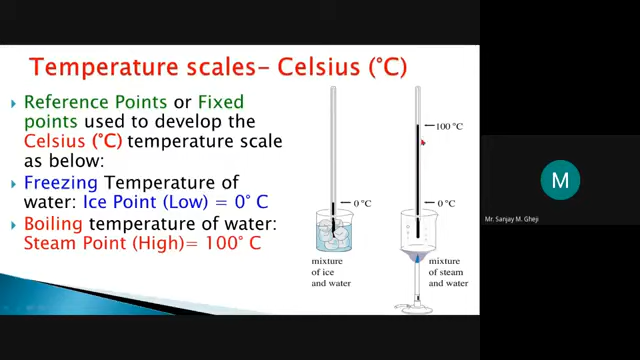 Temperature scales- Celsius (°C)
Reference Points or Fixed
points used to develop the
Celsius (°C) temperature scale
as below:
Freezing Temperature of
water: Ice Point (Low) = 0° C
Boiling temperature of water:
Steam Point (High)= 100° C
0 °C
mixture
of ice
and water
100 °C
0 °C
mixture
of steam
and water
M
Mr. Sanjay M. Gheji